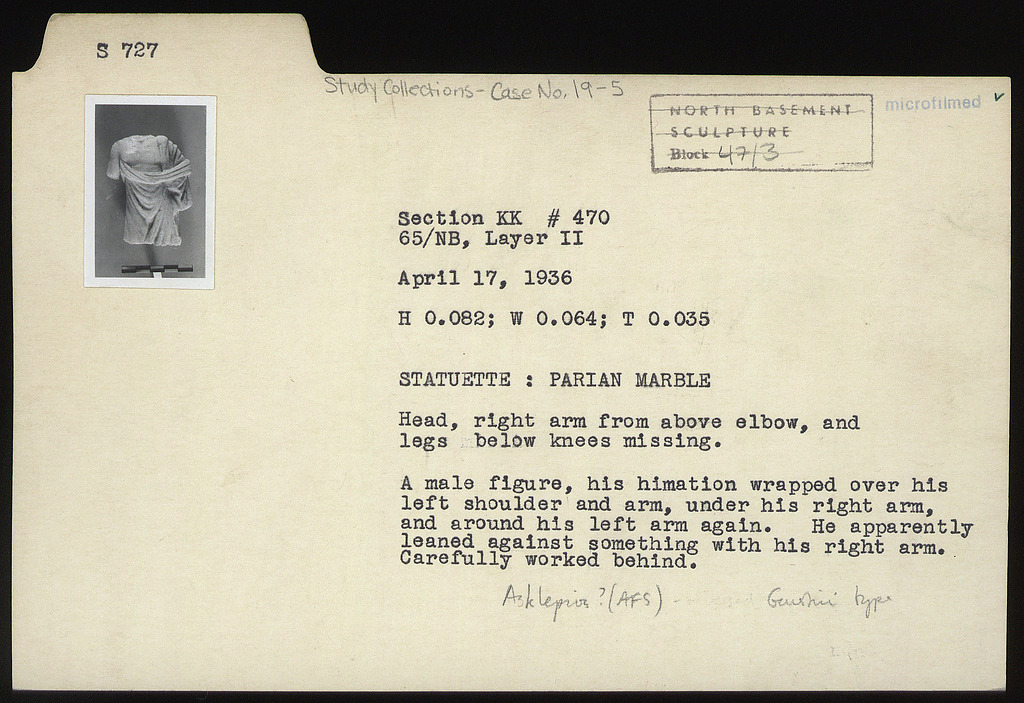 S 727
Study Collections - Case No. 19-5
NORTH BASEMENT
SCULPTURE
Block 47/3
microfilmed ✓
Section KK # 470
65/NB, Layer II
April 17, 1936
H 0.082; W 0.064; T 0.035
STATUETTE : PARIAN MARBLE
Head, right arm from above elbow, and
legs below knees missing.
A male figure, his himation wrapped over his
left shoulder and arm, under his right arm,
and around his left arm again. He apparently
leaned against something with his right arm.
Carefully worked behind.
Asklepios? (AFS) - Giustini type